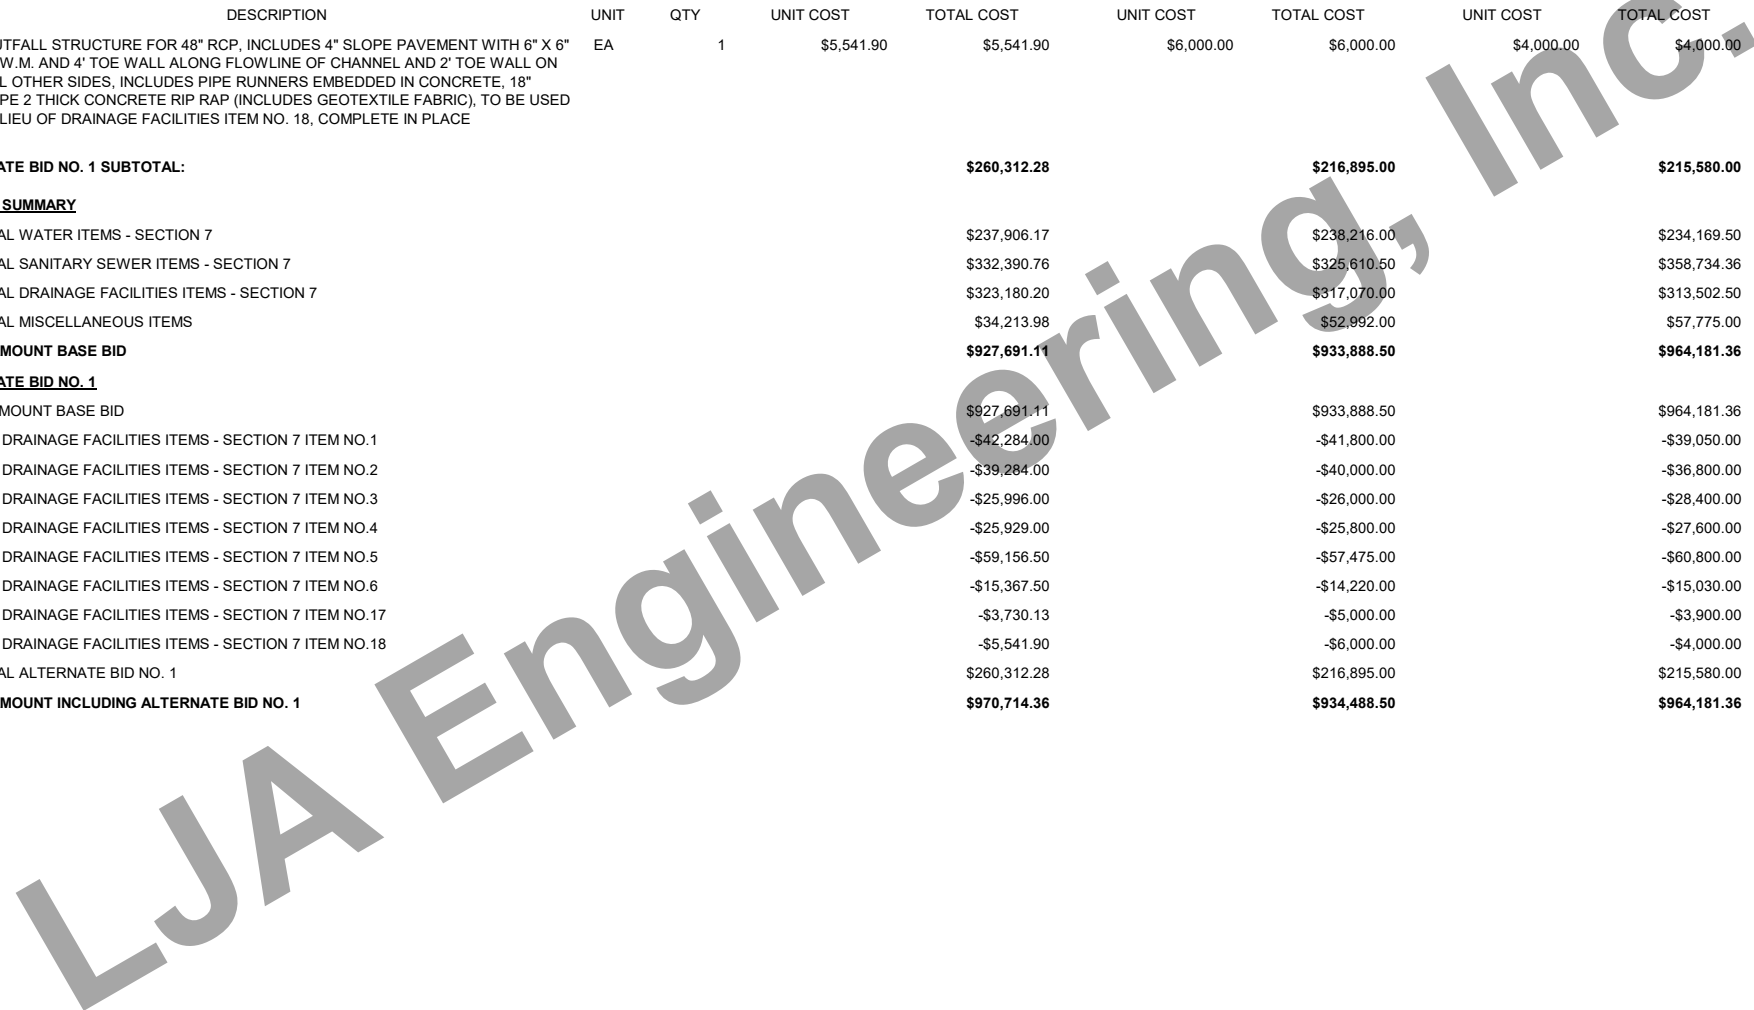 DESCRIPTION UNIT QTY UNIT COST TOTAL COST UNIT COST TOTAL COST UNIT COST TOTAL COST
UTFALL STRUCTURE FOR 48" RCP, INCLUDES 4" SLOPE PAVEMENT WITH 6" X 6" EA 1 $5,541.90 $5,541.90 $6,000.00 $6,000.00 $4,000.00 $4,000.00
W.M. AND 4' TOE WALL ALONG FLOWLINE OF CHANNEL AND 2' TOE WALL ON
L OTHER SIDES, INCLUDES PIPE RUNNERS EMBEDDED IN CONCRETE, 18"
PE 2 THICK CONCRETE RIP RAP (INCLUDES GEOTEXTILE FABRIC), TO BE USED
LIEU OF DRAINAGE FACILITIES ITEM NO. 18, COMPLETE IN PLACE
ATE BID NO. 1 SUBTOTAL: $260,312.28 $216,895.00 $215,580.00
SUMMARY
AL WATER ITEMS - SECTION 7 $237,906.17 $238,216.00 $234,169.50
AL SANITARY SEWER ITEMS - SECTION 7 $332,390.76 $325,610.50 $358,734.36
AL DRAINAGE FACILITIES ITEMS - SECTION 7 $323,180.20 $317,070.00 $313,502.50
AL MISCELLANEOUS ITEMS $34,213.98 $52,992.00 $57,775.00
MOUNT BASE BID $927,691.11 $933,888.50 $964,181.36
ATE BID NO. 1
MOUNT BASE BID $927,691.11 $933,888.50 $964,181.36
DRAINAGE FACILITIES ITEMS - SECTION 7 ITEM NO.1 -$42,284.00 -$41,800.00 -$39,050.00
DRAINAGE FACILITIES ITEMS - SECTION 7 ITEM NO.2 -$39,284.00 -$40,000.00 -$36,800.00
DRAINAGE FACILITIES ITEMS - SECTION 7 ITEM NO.3 -$25,996.00 -$26,000.00 -$28,400.00
DRAINAGE FACILITIES ITEMS - SECTION 7 ITEM NO.4 -$25,929.00 -$25,800.00 -$27,600.00
DRAINAGE FACILITIES ITEMS - SECTION 7 ITEM NO.5 -$59,156.50 -$57,475.00 -$60,800.00
DRAINAGE FACILITIES ITEMS - SECTION 7 ITEM NO.6 -$15,367.50 -$14,220.00 -$15,030.00
DRAINAGE FACILITIES ITEMS - SECTION 7 ITEM NO.17 -$3,730.13 -$5,000.00 -$3,900.00
DRAINAGE FACILITIES ITEMS - SECTION 7 ITEM NO.18 -$5,541.90 -$6,000.00 -$4,000.00
AL ALTERNATE BID NO. 1 $260,312.28 $216,895.00 $215,580.00
MOUNT INCLUDING ALTERNATE BID NO. 1 $970,714.36 $934,488.50 $964,181.36
LJA Engineering, Inc.